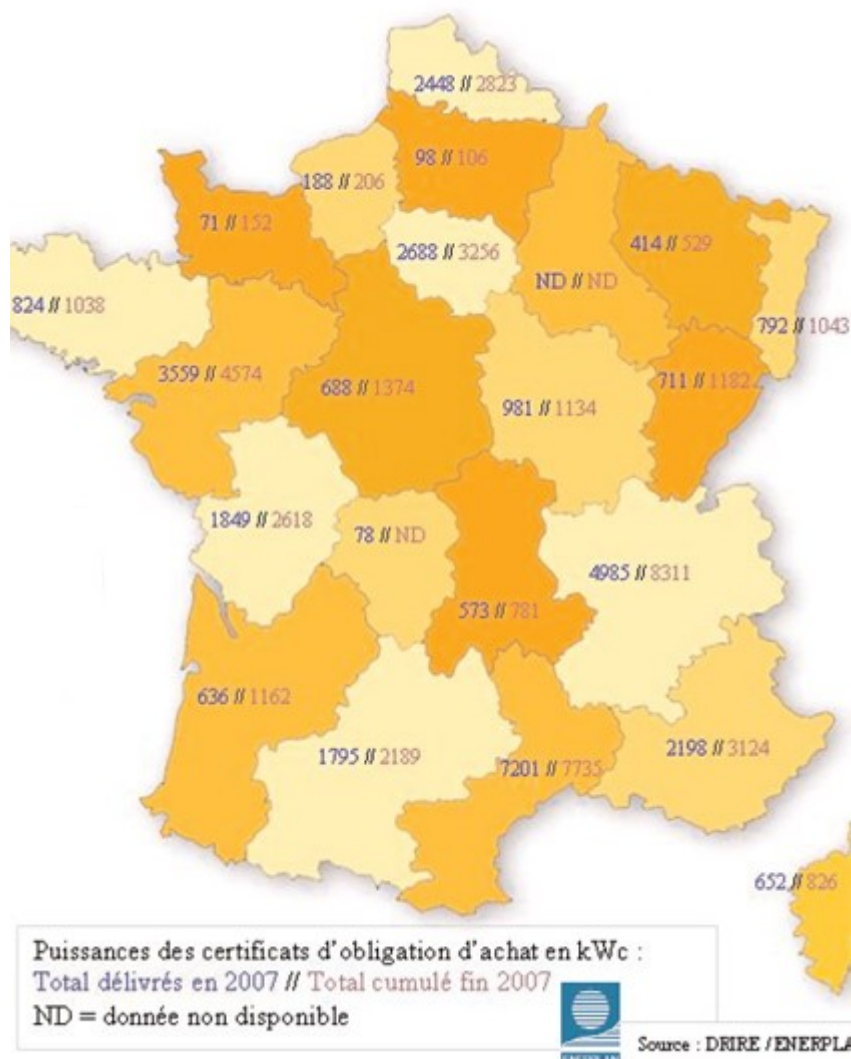 2448 // 2823
98 // 106
188 // 206
71 // 152
414 // 529
2688 // 3256
ND // ND
824 // 1038
792 // 1043
3559 // 4574
688 // 1374
711 // 1182
981 // 1134
1849 // 2618
78 // ND
4985 // 8311
573 // 781
636 // 1162
2198 // 3124
1795 // 2189
7201 // 7735
652 // 826
Puissances des certificats d'obligation d'achat en kWc :
Total délivrés en 2007 // Total cumulé fin 2007
ND = donnée non disponible
Source : DRIRE / ENERPLA